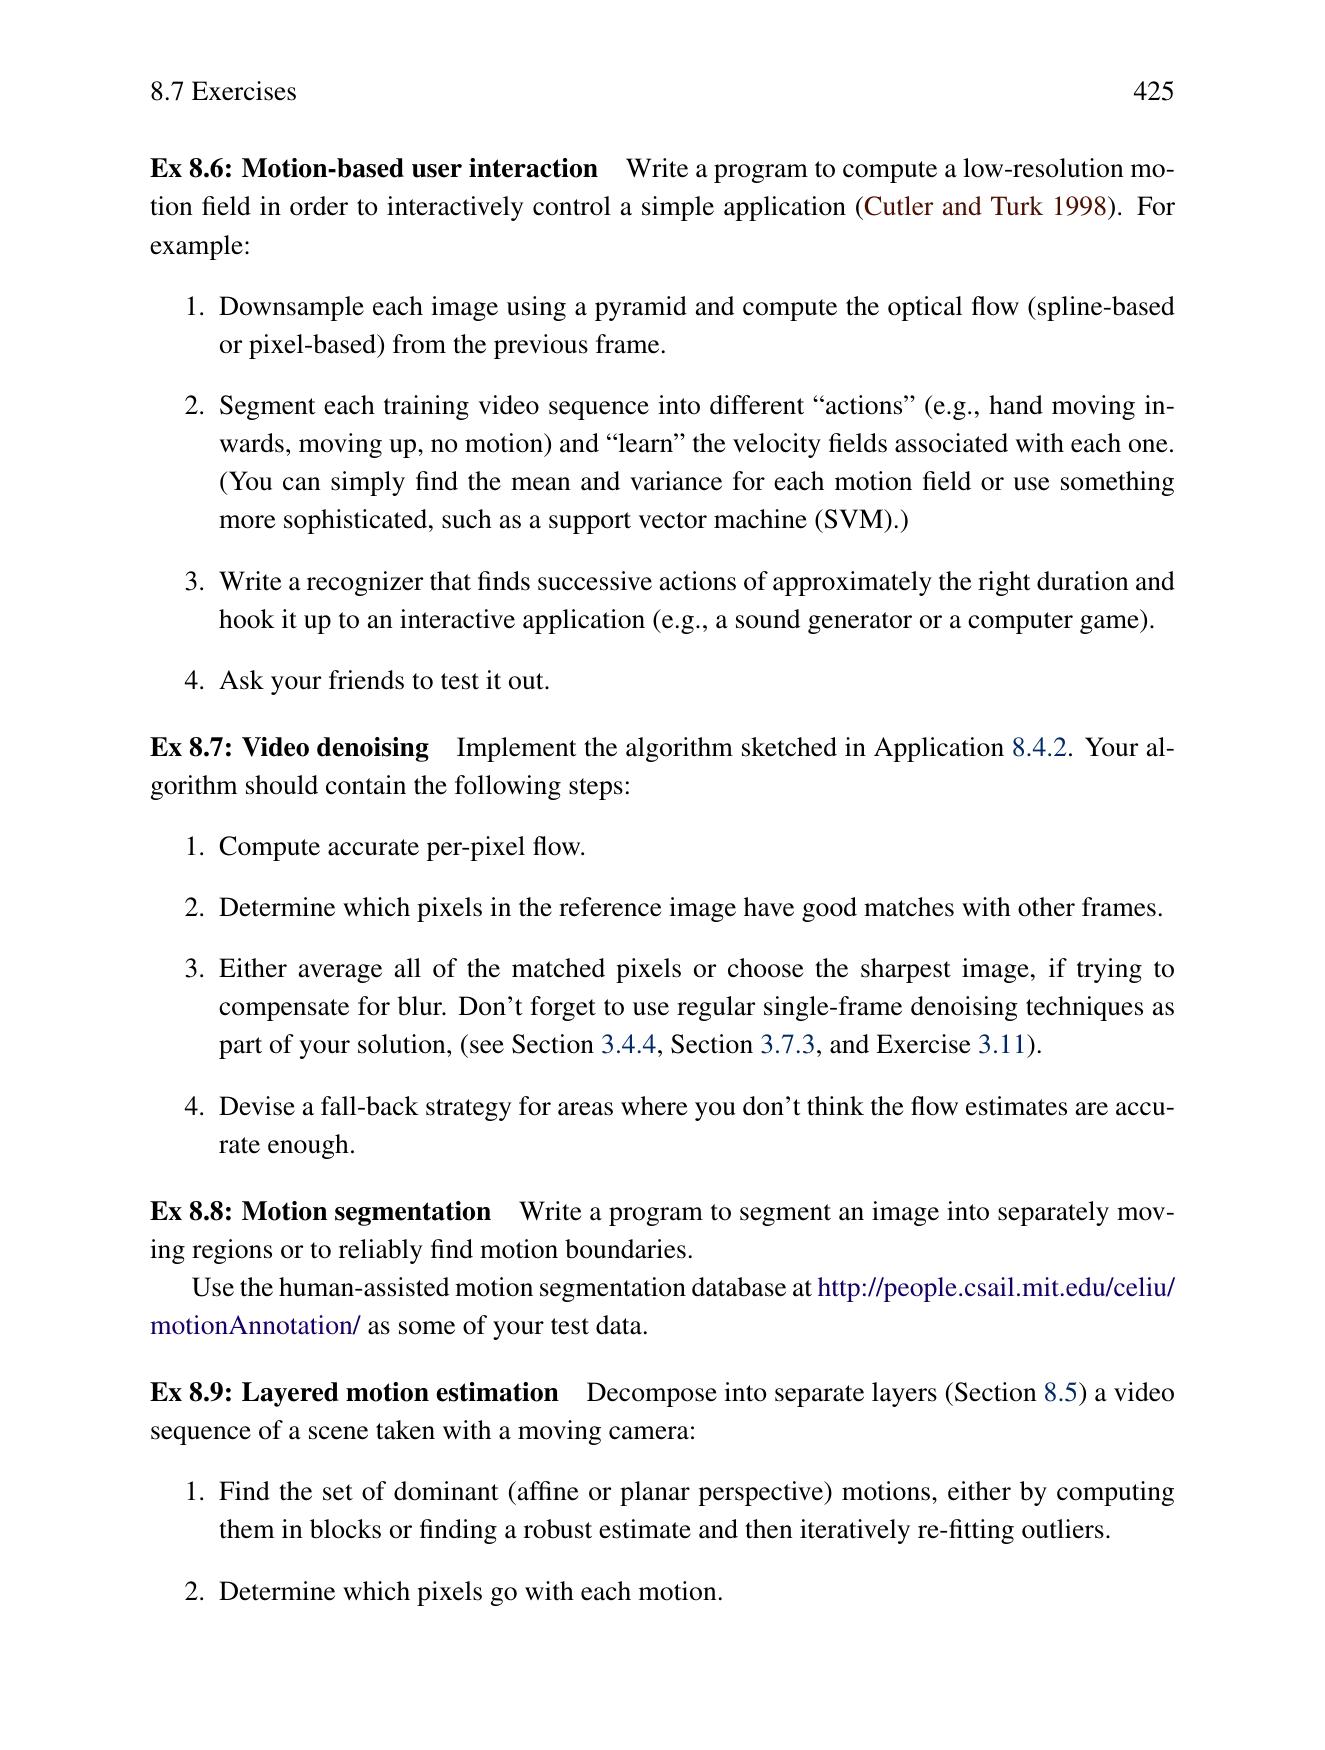 8.7 Exercises 425
Ex 8.6: Motion-based user interaction Write a program to compute a low-resolution mo-
tion field in order to interactively control a simple application (Cutler and Turk 1998). For
example:
1. Downsample each image using a pyramid and compute the optical flow (spline-based
or pixel-based) from the previous frame.
2. Segment each training video sequence into different “actions” (e.g., hand moving in-
wards, moving up, no motion) and “learn” the velocity fields associated with each one.
(You can simply find the mean and variance for each motion field or use something
more sophisticated, such as a support vector machine (SVM).)
3. Write a recognizer that finds successive actions of approximately the right duration and
hook it up to an interactive application (e.g., a sound generator or a computer game).
4. Ask your friends to test it out.
Ex 8.7: Video denoising Implement the algorithm sketched in Application 8.4.2. Your al-
gorithm should contain the following steps:
1. Compute accurate per-pixel flow.
2. Determine which pixels in the reference image have good matches with other frames.
3. Either average all of the matched pixels or choose the sharpest image, if trying to
compensate for blur. Don’t forget to use regular single-frame denoising techniques as
part of your solution, (see Section 3.4.4, Section 3.7.3, and Exercise 3.11).
4. Devise a fall-back strategy for areas where you don’t think the flow estimates are accu-
rate enough.
Ex 8.8: Motion segmentation Write a program to segment an image into separately mov-
ing regions or to reliably find motion boundaries.
Use the human-assisted motion segmentation database at http://people.csail.mit.edu/celiu/
motionAnnotation/ as some of your test data.
Ex 8.9: Layered motion estimation Decompose into separate layers (Section 8.5) a video
sequence of a scene taken with a moving camera:
1. Find the set of dominant (affine or planar perspective) motions, either by computing
them in blocks or finding a robust estimate and then iteratively re-fitting outliers.
2. Determine which pixels go with each motion.